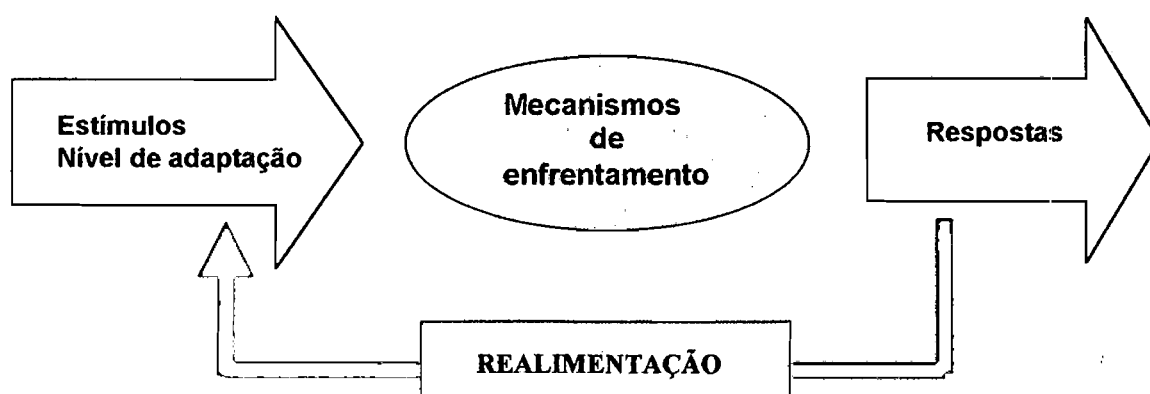 Estímulos
Nível de adaptação
Mecanismos
de
enfrentamento
Respostas
REALIMENTAÇÃO